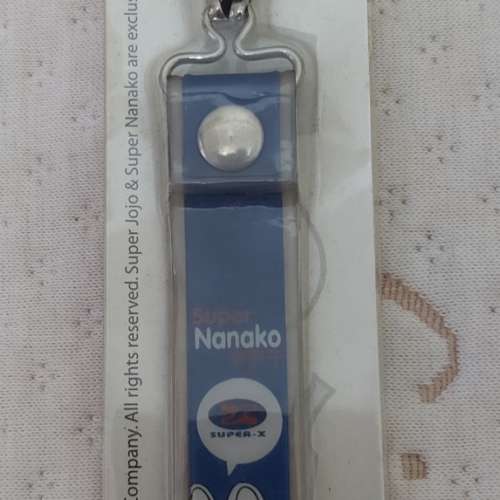 Company. All rights reserved. Super Jojo & Super Nanako are exclus
Super
Nanako
SUPER-X